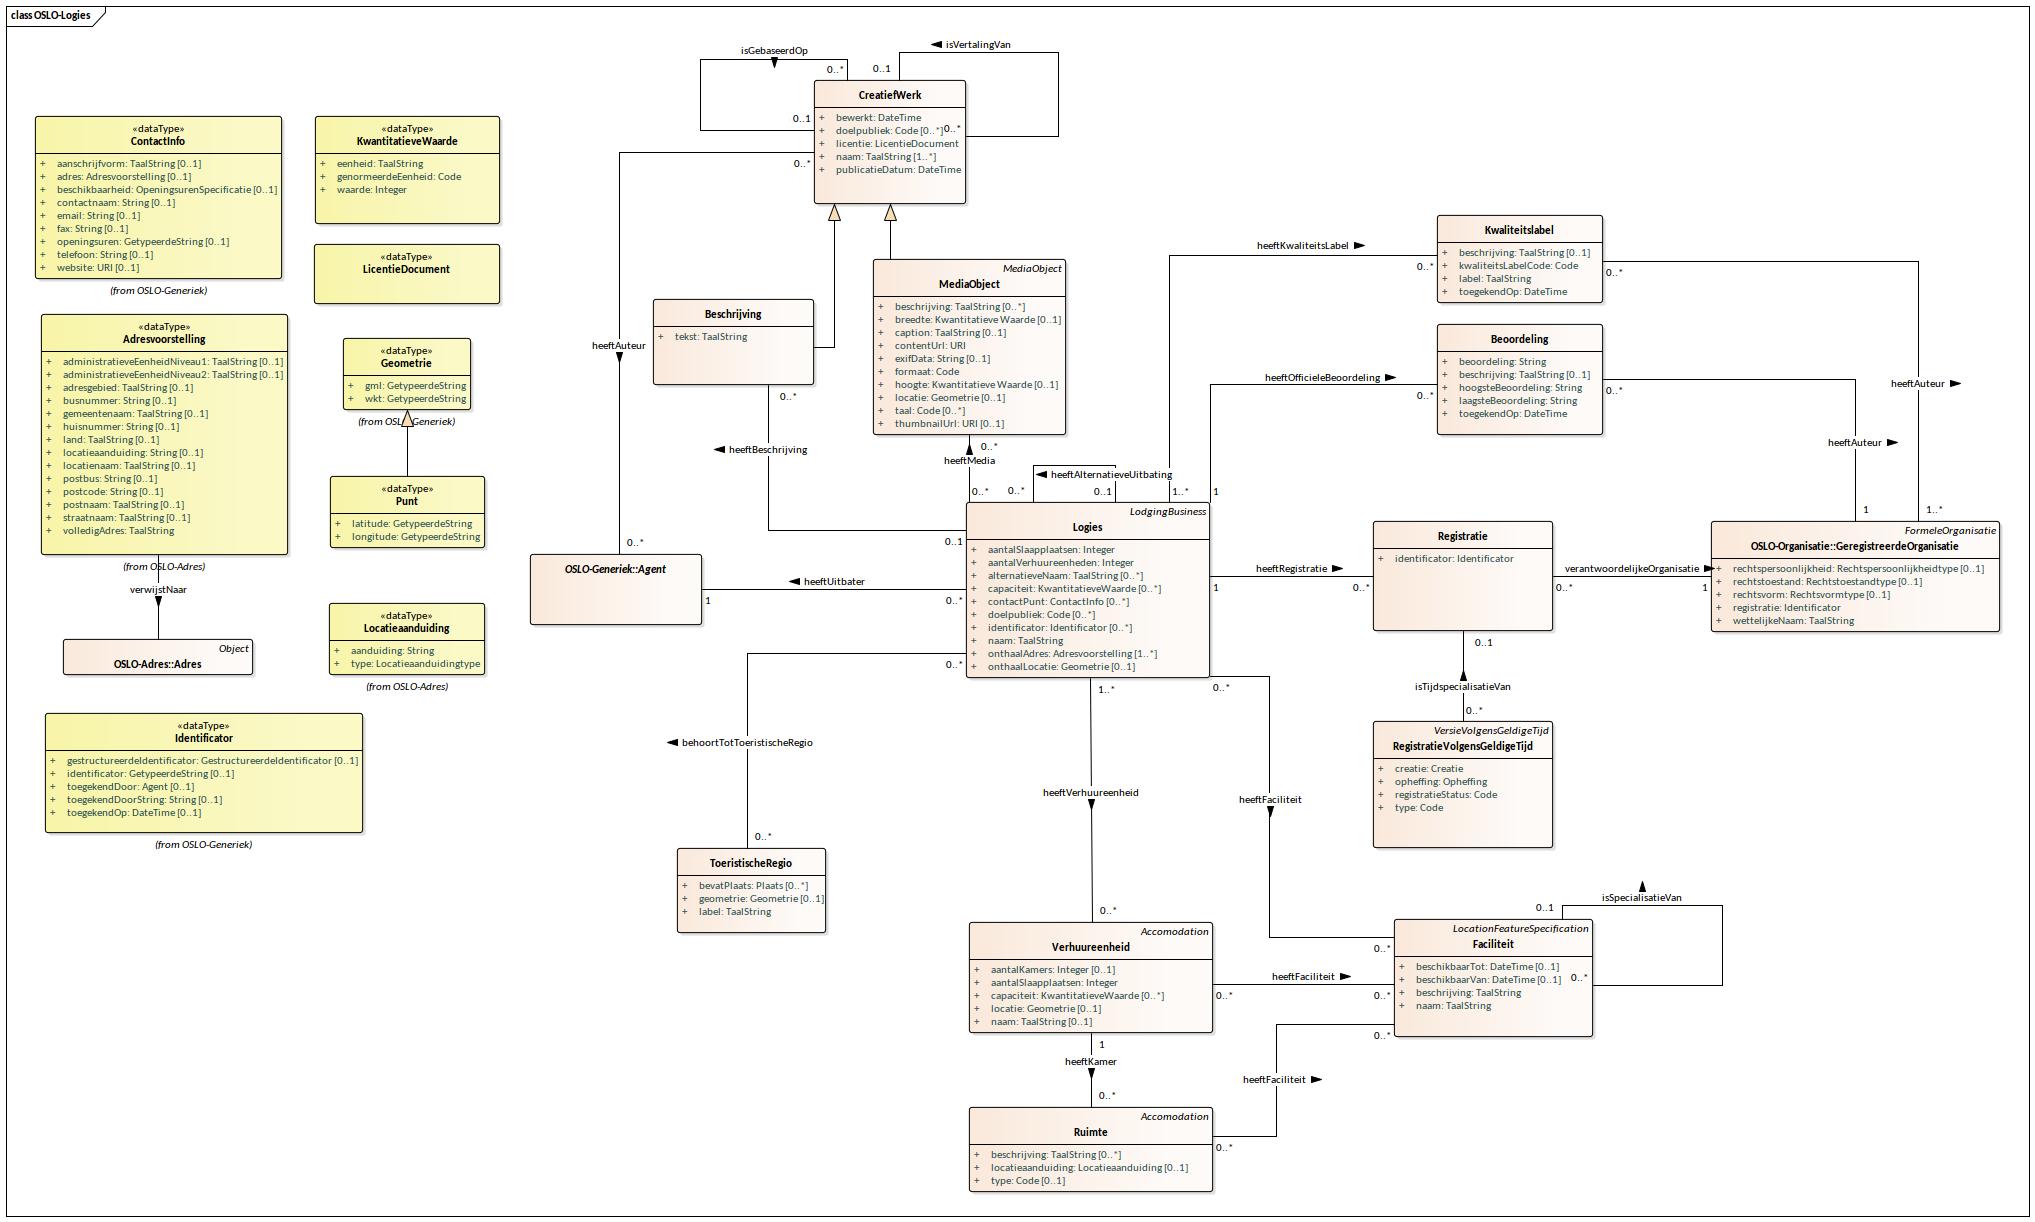 class OSLO-Logies
«dataType»
ContactInfo
+ aanschrijfvorm: TaalString [0..1]
+ adres: Adresvoorstelling [0..1]
+ beschikbaarheid: OpeningsurenSpecificatie [0..1]
+ contactnaam: String [0..1]
+ email: String [0..1]
+ fax: String [0..1]
+ openingsuren: GetypeerdeString [0..1]
+ telefoon: String [0..1]
+ website: URI [0..1]
(from OSLO-Generiek)
«dataType»
KwantitatieveWaarde
+ eenheid: TaalString
+ genormeerdeEenheid: Code
+ waarde: Integer
«dataType»
LicentieDocument
«dataType»
Adresvoorstelling
+ administratieveEenheidNiveau1: TaalString [0..1]
+ administratieveEenheidNiveau2: TaalString [0..1]
+ adresgebied: TaalString [0..1]
+ busnummer: String [0..1]
+ gemeentenaam: TaalString [0..1]
+ huisnummer: String [0..1]
+ land: TaalString [0..1]
+ locatieaanduiding: String [0..1]
+ locatienaam: TaalString [0..1]
+ postbus: String [0..1]
+ postcode: String [0..1]
+ postnaam: TaalString [0..1]
+ straatnaam: TaalString [0..1]
+ volledigAdres: TaalString
(from OSLO-Adres)
verwijstNaar
Object
OSLO-Adres::Adres
«dataType»
Geometrie
+ gml: GetypeerdeString
+ wkt: GetypeerdeString
(from OSLO-Generiek)
«dataType»
Punt
+ latitude: GetypeerdeString
+ longitude: GetypeerdeString
«dataType»
Locatieaanduiding
+ aanduiding: String
+ type: Locatieaanduidingtype
(from OSLO-Adres)
«dataType»
Identificator
+ gestructureerdeIdentificator: GestructureerdeIdentificator [0..1]
+ identificator: GetypeerdeString [0..1]
+ toegekendDoor: Agent [0..1]
+ toegekendDoorString: String [0..1]
+ toegekendOp: DateTime [0..1]
(from OSLO-Generiek)
isGebaseerdOp
0..*
0..1
0..1
isVertalingVan
0..*
CreatiefWerk
+ bewerkt: DateTime
+ doelpubliek: Code [0..*]
+ licentie: LicentieDocument
+ naam: TaalString [1..*]
+ publicatieDatum: DateTime
0..*
heeftAuteur
0..*
Beschrijving
+ tekst: TaalString
0..*
heeftBeschrijving
0..1
MediaObject
MediaObject
+ beschrijving: TaalString [0..*]
+ breedte: Kwantitatieve Waarde [0..1]
+ caption: TaalString [0..1]
+ contentUrl: URI
+ exifData: String [0..1]
+ formaat: Code
+ hoogte: Kwantitatieve Waarde [0..1]
+ locatie: Geometrie [0..1]
+ taal: Code [0..*]
+ thumbnailUrl: URI [0..1]
0..*
heeftMedia
0..*
0..*
heeftAlternatieveUitbating
0..1
1..*
heeftKwaliteitsLabel
0..*
1
heeftOfficieleBeoordeling
0..*
Kwaliteitslabel
+ beschrijving: TaalString [0..1]
+ kwaliteitsLabelCode: Code
+ label: TaalString
+ toegekendOp: DateTime
0..*
heeftAuteur
1..*
Beoordeling
+ beoordeling: String
+ beschrijving: TaalString [0..1]
+ hoogsteBeoordeling: String
+ laagsteBeoordeling: String
+ toegekendOp: DateTime
0..*
heeftAuteur
1
LodgingBusiness
Logies
+ aantalSlaapplaatsen: Integer
+ aantalVerhuureenheden: Integer
+ alternatieveNaam: TaalString [0..*]
+ capaciteit: KwantitatieveWaarde [0..*]
+ contactPunt: ContactInfo [0..*]
+ doelpubliek: Code [0..*]
+ identificator: Identificator [0..*]
+ naam: TaalString
+ onthaalAdres: Adresvoorstelling [1..*]
+ onthaalLocatie: Geometrie [0..1]
OSLO-Generiek::Agent
heeftUitbater
1
0..*
heeftRegistratie
1
0..*
Registratie
+ identificator: Identificator
verantwoordelijkeOrganisatie
0..*
1
FormeleOrganisatie
OSLO-Organisatie::GeregistreerdeOrganisatie
+ rechtspersoonlijkheid: Rechtspersoonlijkheidtype [0..1]
+ rechtstoestand: Rechtstoestandtype [0..1]
+ rechtsvorm: Rechtsvormtype [0..1]
+ registratie: Identificator
+ wettelijkeNaam: TaalString
0..1
isTijdspecialisatieVan
0..*
VersieVolgensGeldigeTijd
RegistratieVolgensGeldigeTijd
+ creatie: Creatie
+ opheffing: Opheffing
+ registratieStatus: Code
+ type: Code
0..*
behoortTotToeristischeRegio
0..*
ToeristischeRegio
+ bevatPlaats: Plaats [0..*]
+ geometrie: Geometrie [0..1]
+ label: TaalString
1..*
heeftVerhuureenheid
0..*
0..*
heeftFaciliteit
0..*
Accomodation
Verhuureenheid
+ aantalKamers: Integer [0..1]
+ aantalSlaapplaatsen: Integer
+ capaciteit: KwantitatieveWaarde [0..*]
+ locatie: Geometrie [0..1]
+ naam: TaalString [0..1]
heeftFaciliteit
0..*
0..*
LocationFeatureSpecification
Faciliteit
+ beschikbaarTot: DateTime [0..1]
+ beschikbaarVan: DateTime [0..1]
+ beschrijving: TaalString
+ naam: TaalString
isSpecialisatieVan
0..1
0..*
1
heeftKamer
0..*
Accomodation
Ruimte
+ beschrijving: TaalString [0..*]
+ locatieaanduiding: Locatieaanduiding [0..1]
+ type: Code [0..1]
0..*
heeftFaciliteit
0..*